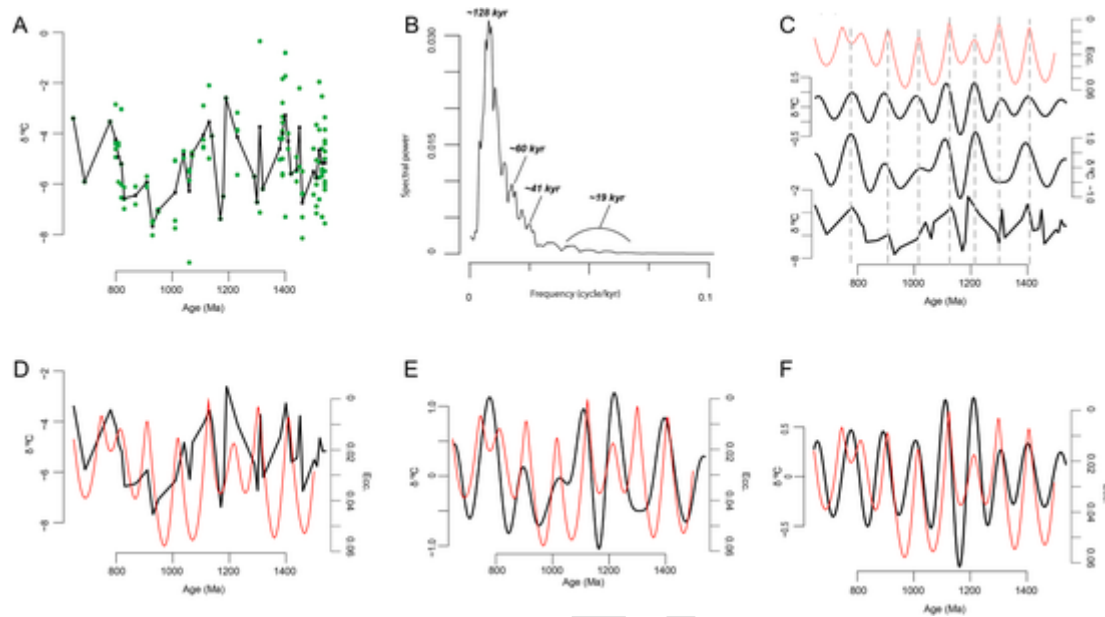 A
δ ¹³C
0
−2
−4
−6
−8
800 1000 1200 1400
Age (Ma)
B
~128 kyr
~60 kyr
~41 kyr
~19 kyr
Spectral power
0.030
0.015
0
0 0.1
Frequency (cycle/kyr)
C
0
0.06
Ecc.
0.5
−0.5
1.0
−1.0
−2
−8
800 1000 1200 1400
Age (Ma)
D
−2
−4
−6
−8
0
0.02
0.04
0.06
Ecc.
800 1000 1200 1400
Age (Ma)
E
1.0
0
−1.0
0
0.02
0.04
0.06
Ecc.
800 1000 1200 1400
Age (Ma)
F
0.5
−0.5
0
0.02
0.04
0.06
800 1000 1200 1400
Age (Ma)